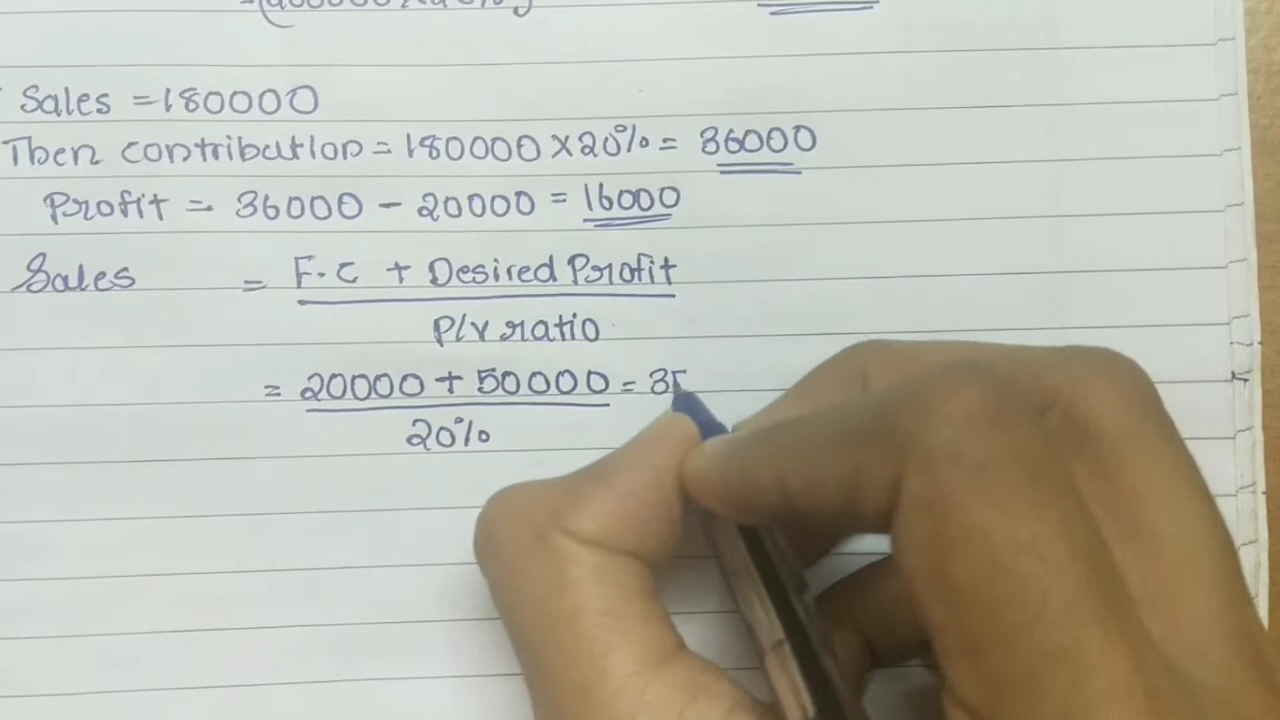 Sales = 180000
Then contribution = 180000 × 20% = 36000
Profit = 36000 - 20000 = 16000
Sales = F.C + Desired Profit
P/V ratio
= 20000 + 50000 = 35
20%